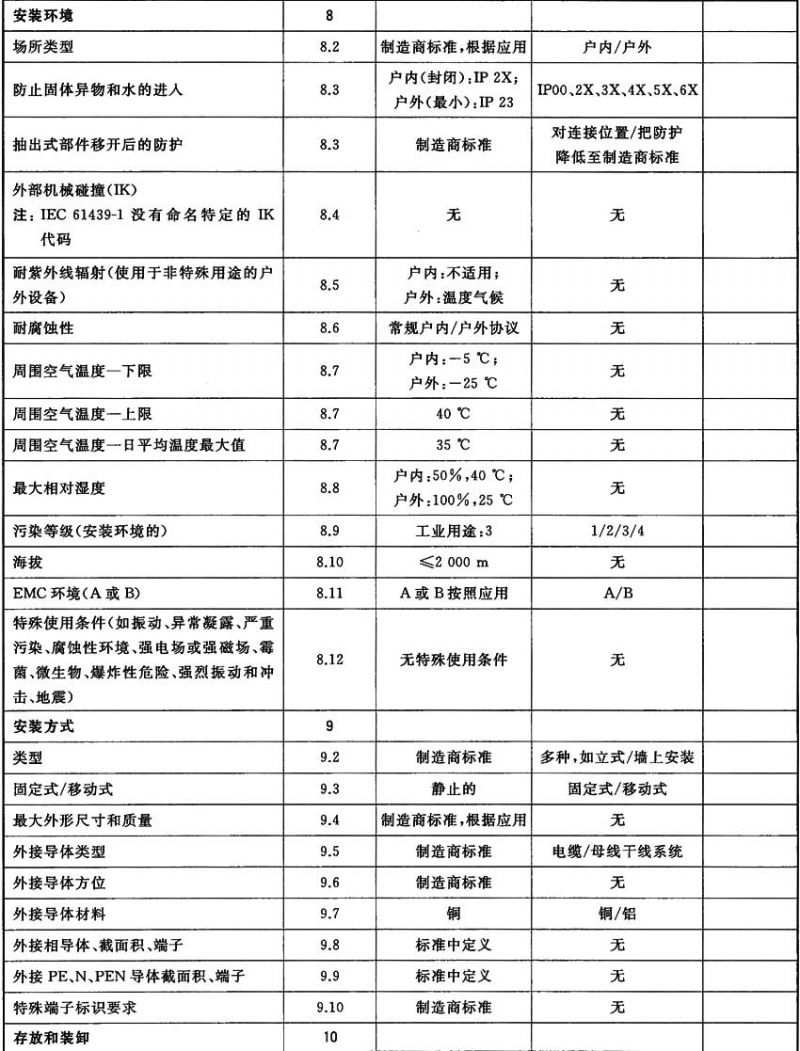 安装环境 8
场所类型 8.2 制造商标准,根据应用 户内/户外
防止固体异物和水的进人 8.3 户内(封闭):IP 2X; 户外(最小):IP 23 IP00、2X、3X、4X、5X、6X
抽出式部件移开后的防护 8.3 制造商标准 对连接位置/把防护 降低至制造商标准
外部机械碰撞(IK)
注: IEC 61439-1 没有命名特定的 IK
代码 8.4 无 无
耐紫外线辐射(使用于非特殊用途的户
外设备) 8.5 户内:不适用; 户外:温度气候 无
耐腐蚀性 8.6 常规户内/户外协议 无
周围空气温度—下限 8.7 户内:−5 ℃; 户外:−25 ℃ 无
周围空气温度—上限 8.7 40 ℃ 无
周围空气温度—日平均温度最大值 8.7 35 ℃ 无
最大相对湿度 8.8 户内:50%,40 ℃; 户外:100%,25 ℃ 无
污染等级(安装环境的) 8.9 工业用途:3 1/2/3/4
海拔 8.10 ≤2 000 m 无
EMC 环境(A 或 B) 8.11 A 或 B 按照应用 A/B
特殊使用条件(如振动、异常凝露、严重
污染、腐蚀性环境、强电场或强磁场、霉
菌、微生物、爆炸性危险、强烈振动和冲
击、地震) 8.12 无特殊使用条件 无
安装方式 9
类型 9.2 制造商标准 多种,如立式/墙上安装
固定式/移动式 9.3 静止的 固定式/移动式
最大外形尺寸和质量 9.4 制造商标准,根据应用 无
外接导体类型 9.5 制造商标准 电缆/母线干线系统
外接导体方位 9.6 制造商标准 无
外接导体材料 9.7 铜 铜/铝
外接相导体、截面积、端子 9.8 标准中定义 无
外接 PE、N、PEN 导体截面积、端子 9.9 标准中定义 无
特殊端子标识要求 9.10 制造商标准 无
存放和装卸 10